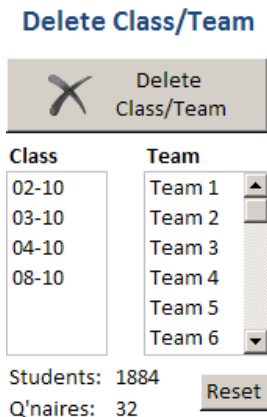 Delete Class/Team
Delete
Class/Team
Class Team
02-10 Team 1
03-10 Team 2
04-10 Team 3
08-10 Team 4
Team 5
Team 6
Students: 1884
Reset
Q'naires: 32